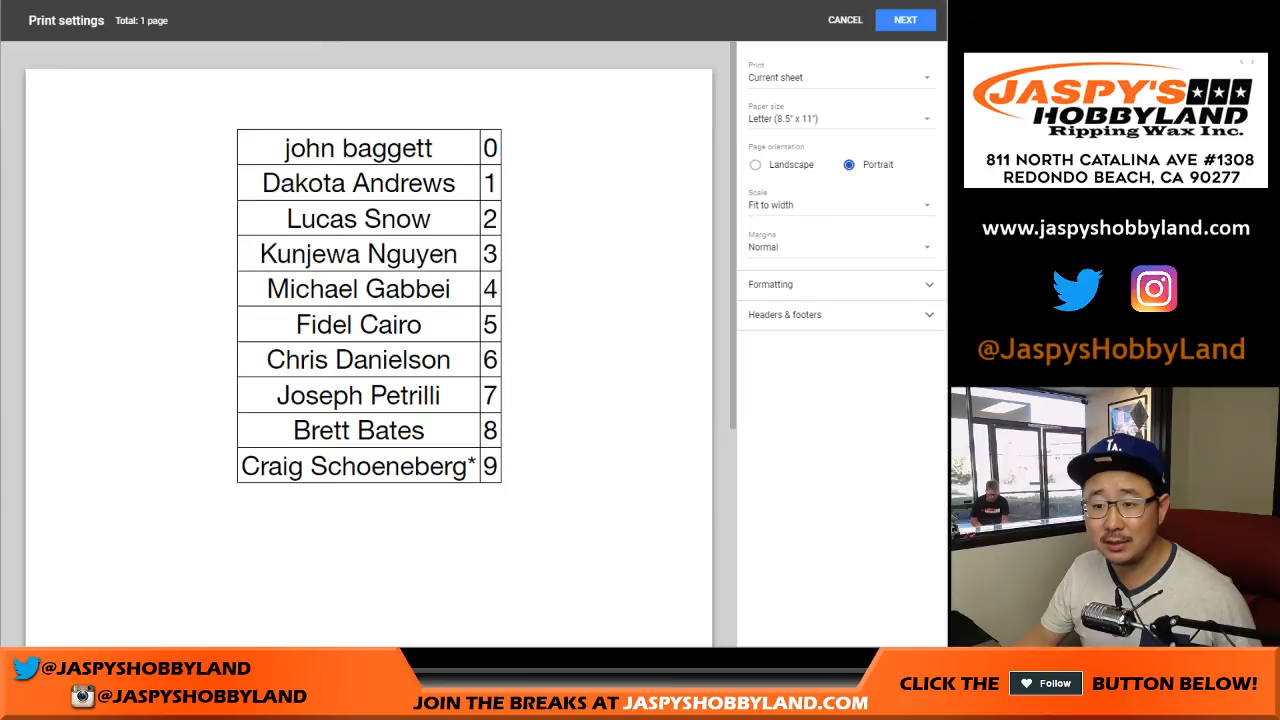 Print settings Total: 1 page
CANCEL NEXT
john baggett 0
Dakota Andrews 1
Lucas Snow 2
Kunjewa Nguyen 3
Michael Gabbei 4
Fidel Cairo 5
Chris Danielson 6
Joseph Petrilli 7
Brett Bates 8
Craig Schoeneberg* 9
Print
Current sheet
Paper size
Letter (8.5" x 11")
Page orientation
Landscape Portrait
Scale
Fit to width
Margins
Normal
Formatting
Headers & footers
JASPY'S
HOBBYLAND
Ripping Wax Inc.
811 NORTH CATALINA AVE #1308
REDONDO BEACH, CA 90277
www.jaspyshobbyland.com
@JaspysHobbyLand
@JASPYSHOBBYLAND
@JASPYSHOBBYLAND
JOIN THE BREAKS AT JASPYSHOBBYLAND.COM
CLICK THE Follow BUTTON BELOW!